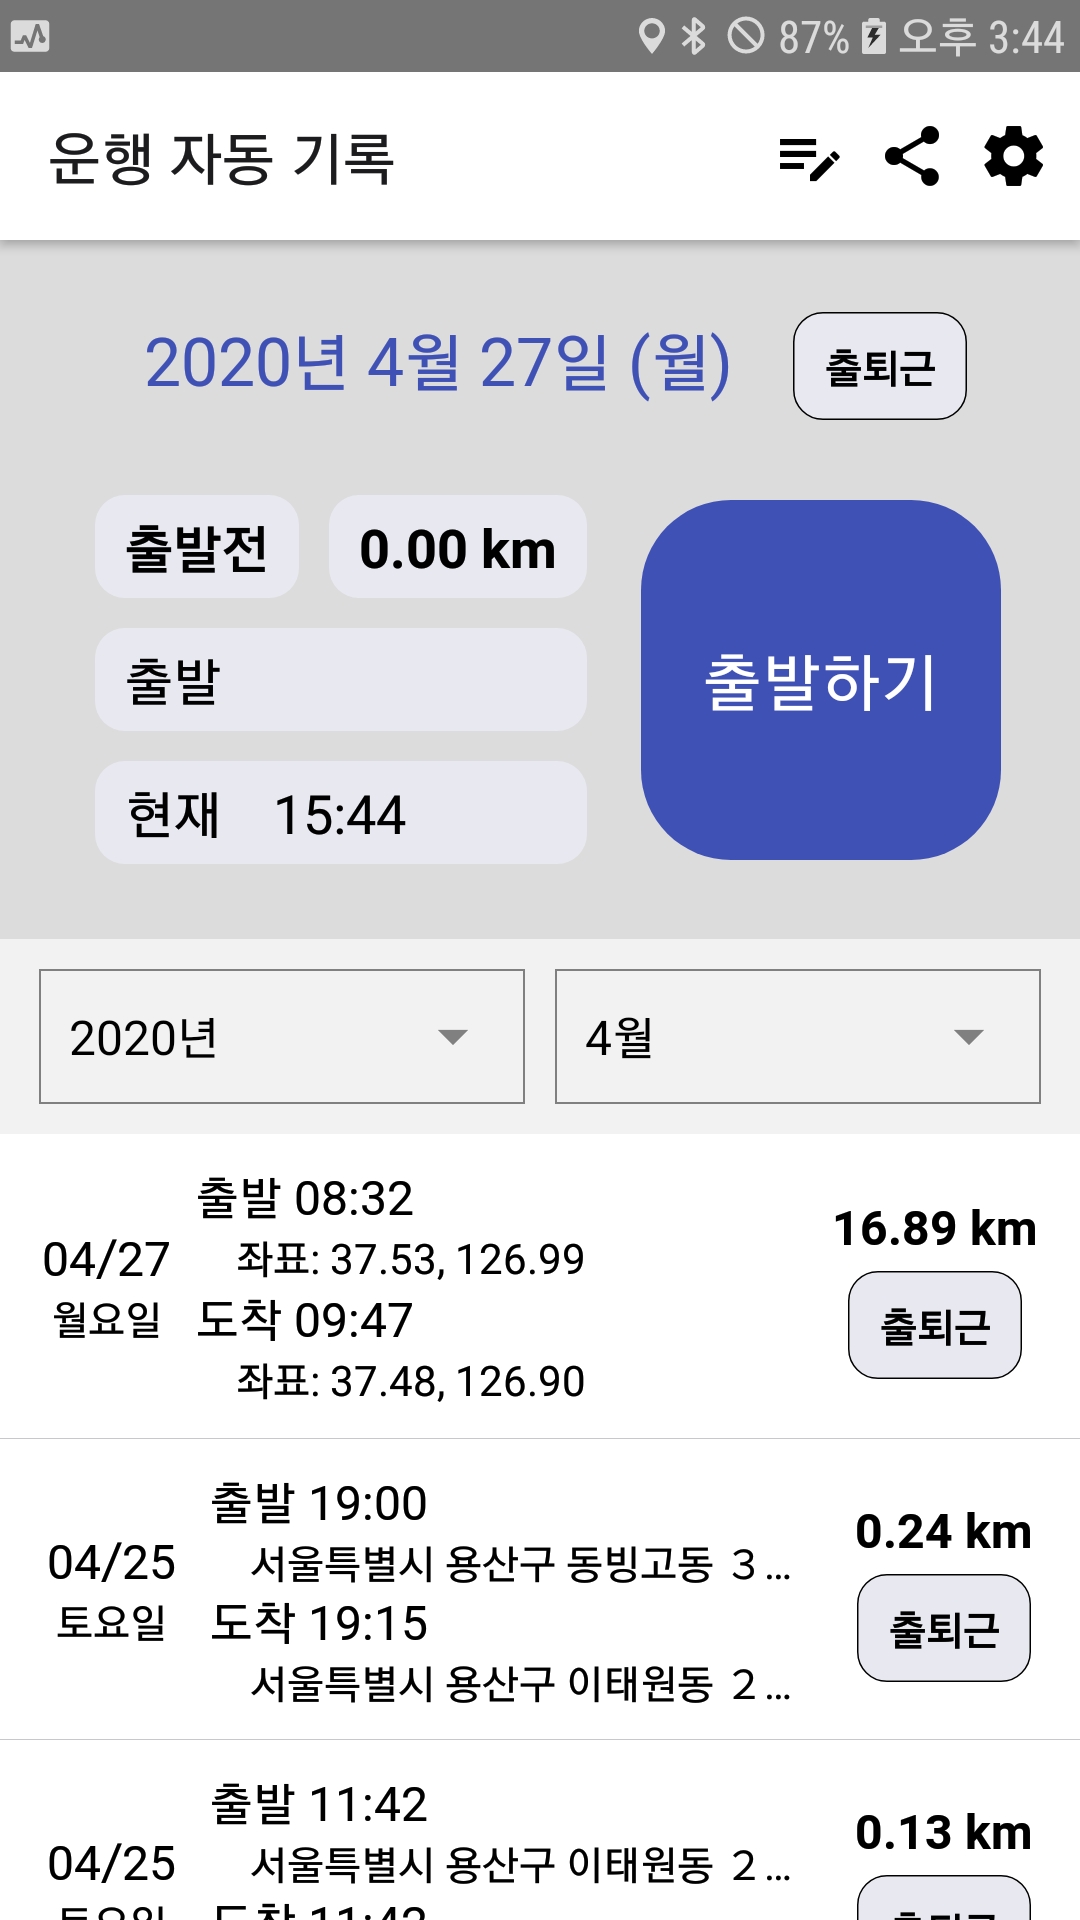 87% 오후 3:44
운행 자동 기록
2020년 4월 27일 (월) 출퇴근
출발전 0.00 km
출발
출발하기
현재 15:44
2020년 4월
출발 08:32
16.89 km
04/27
좌표: 37.53, 126.99
월요일
도착 09:47
출퇴근
좌표: 37.48, 126.90
출발 19:00
0.24 km
04/25
서울특별시 용산구 동빙고동 3...
토요일
도착 19:15
출퇴근
서울특별시 용산구 이태원동 2...
출발 11:42
0.13 km
04/25
서울특별시 용산구 이태원동 2...